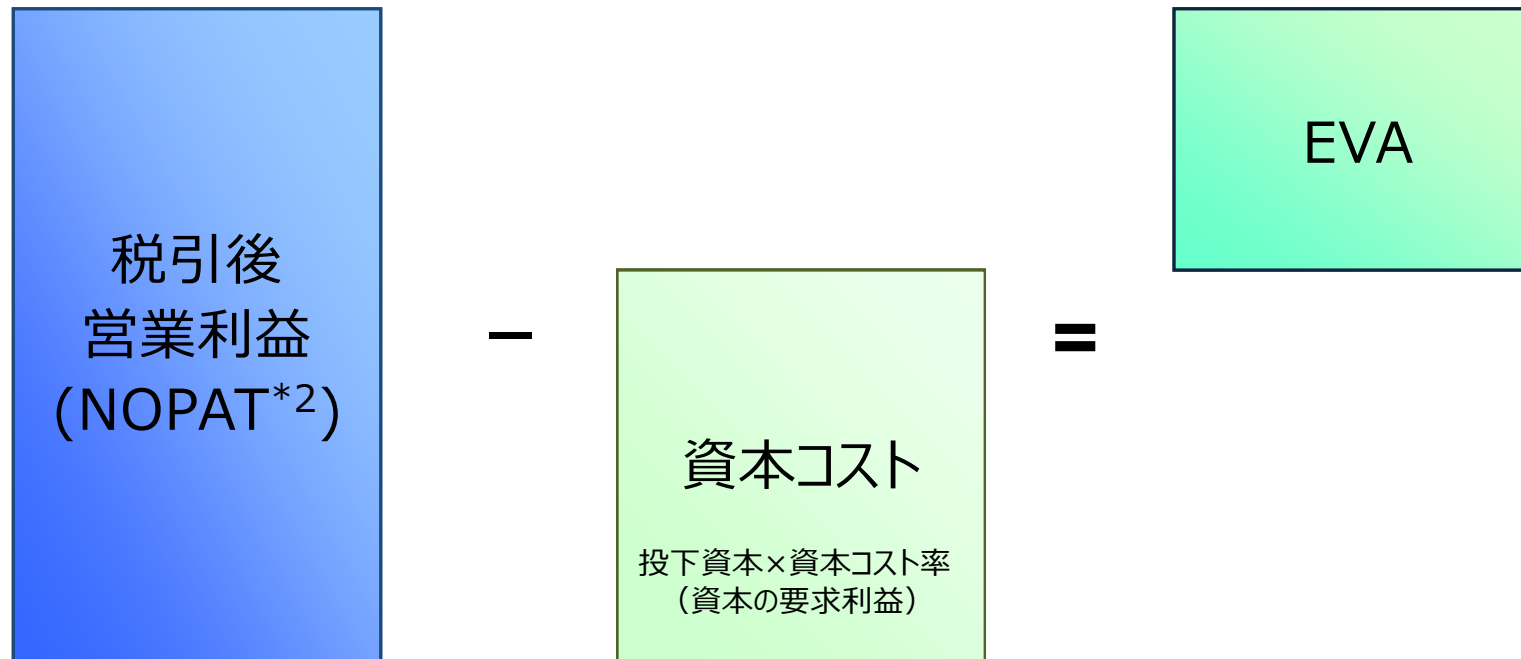 税引後
営業利益
(NOPAT*2)
−
資本コスト
投下資本×資本コスト率
（資本の要求利益）
=
EVA